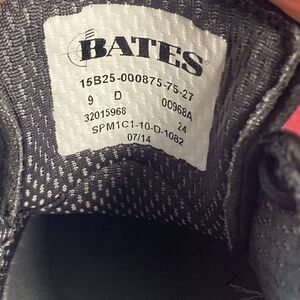 BATES
15B25-000875-75-27
9 D 00968A
32015968 24
SPM1C1-10-D-1082
07/14